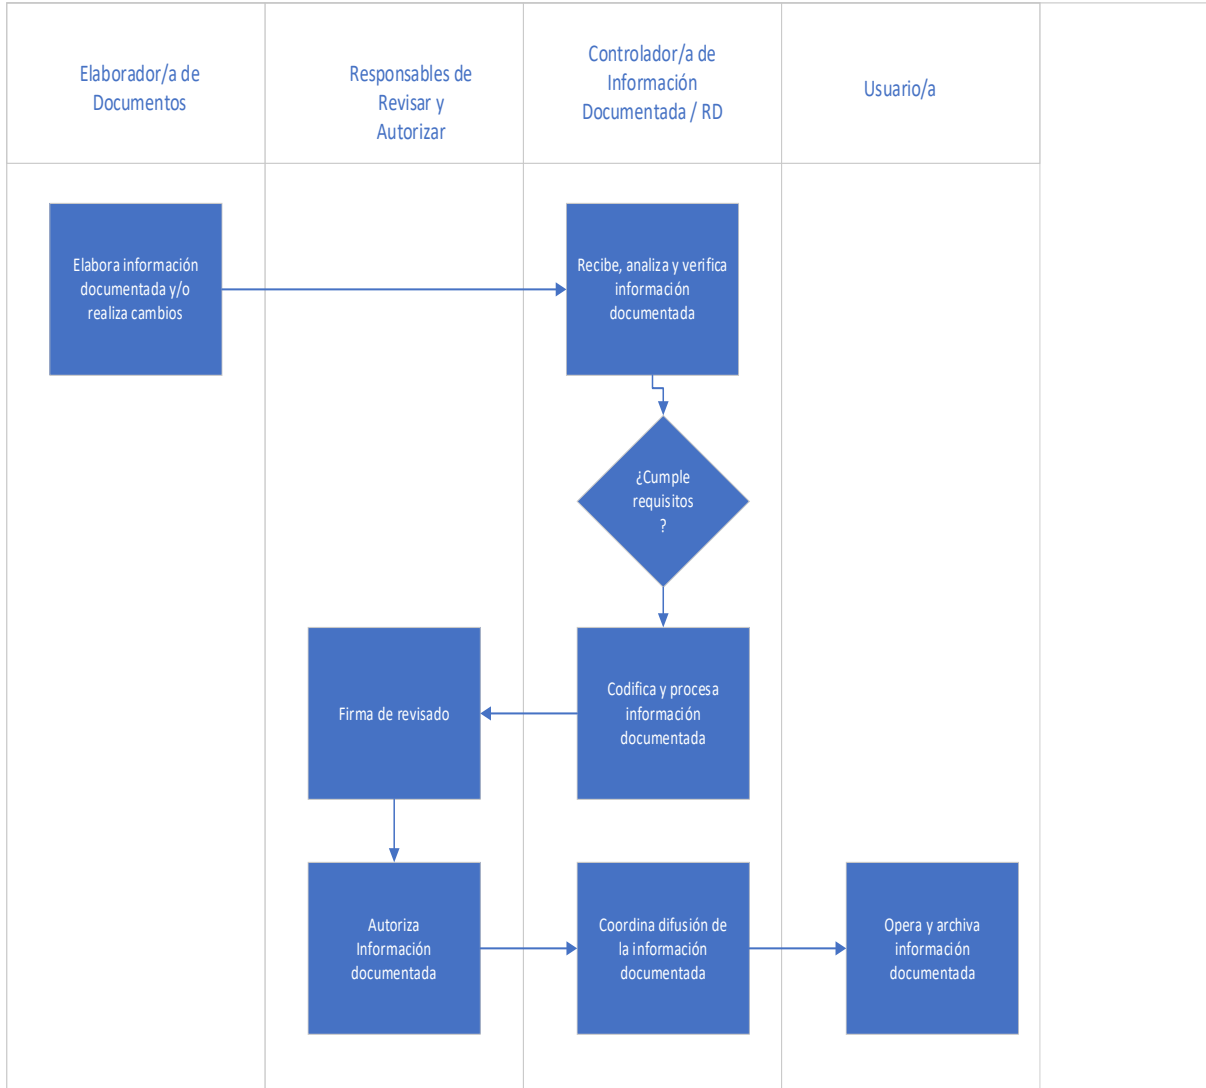 Elaborador/a de
Documentos
Responsables de
Revisar y
Autorizar
Controlador/a de
Información
Documentada / RD
Usuario/a
Elabora información
documentada y/o
realiza cambios
Recibe, analiza y verifica
información
documentada
¿Cumple
requisitos
?
Codifica y procesa
información
documentada
Firma de revisado
Autoriza
Información
documentada
Coordina difusión de
la información
documentada
Opera y archiva
información
documentada